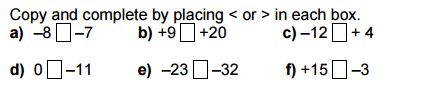 Copy and complete by placing < or > in each box.
a) –8 □ –7 b) +9 □ +20 c) –12 □ + 4
d) 0 □ –11 e) –23 □ –32 f) +15 □ –3